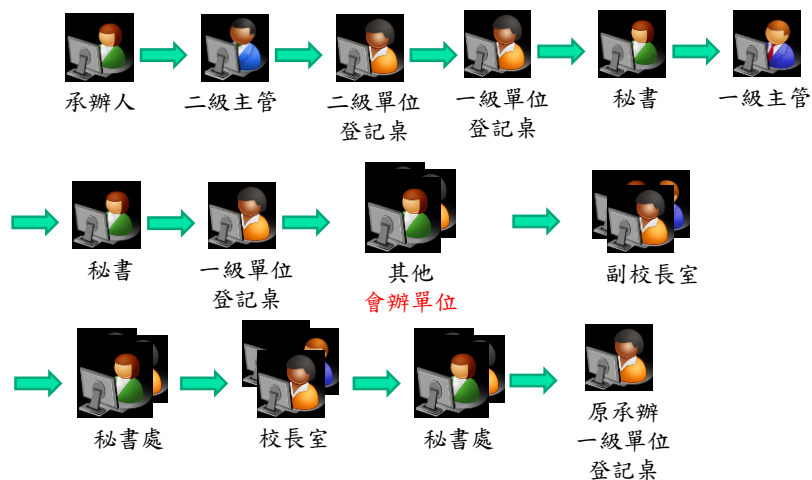 承辦人
二級主管
二級單位
登記桌
一級單位
登記桌
秘書
一級主管
秘書
一級單位
登記桌
其他
會辦單位
副校長室
秘書處
校長室
秘書處
原承辦
一級單位
登記桌